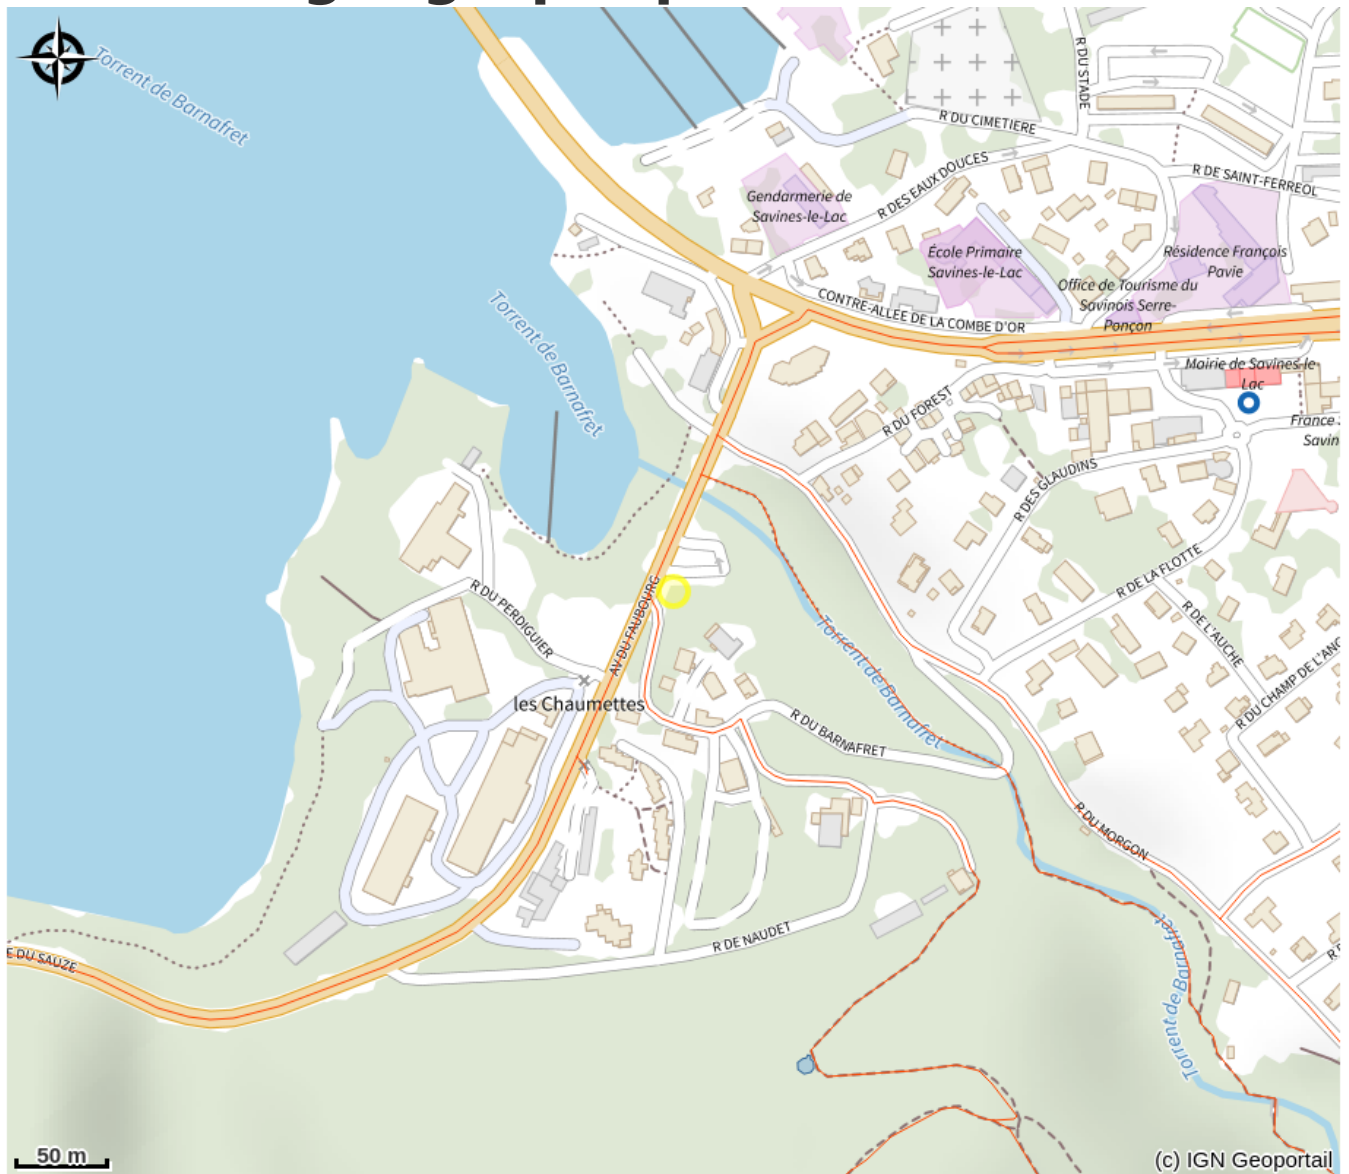 Torrent de Barnafret
R DU STADE
R DU CIMETIERE
R DES EAUX DOUCES
R DE SAINT-FERREOL
Gendarmerie de
Savines-le-Lac
École Primaire
Savines-le-Lac
Résidence François
Pavie
Office de Tourisme du
Savinois Serre-
Ponçon
CONTRE-ALLEE DE LA COMBE D'OR
Torrent de Barnafret
Mairie de Savines-le-
Lac
R DU FOREST
France
Savin
R DES GLAUDINS
R DE LA FLOTTE
R DU PERDIGUIER
AV DU FAUBOURG
R DE L'AUCHE
Torrent de Barnafret
R DU CHAMP DE L'ANC
les Chaumettes
R DU BARNAFRET
R DU MORGON
R DE NAUDET
E DU SAUZE
Torrent de Barnafret
50 m
(c) IGN Geoportail